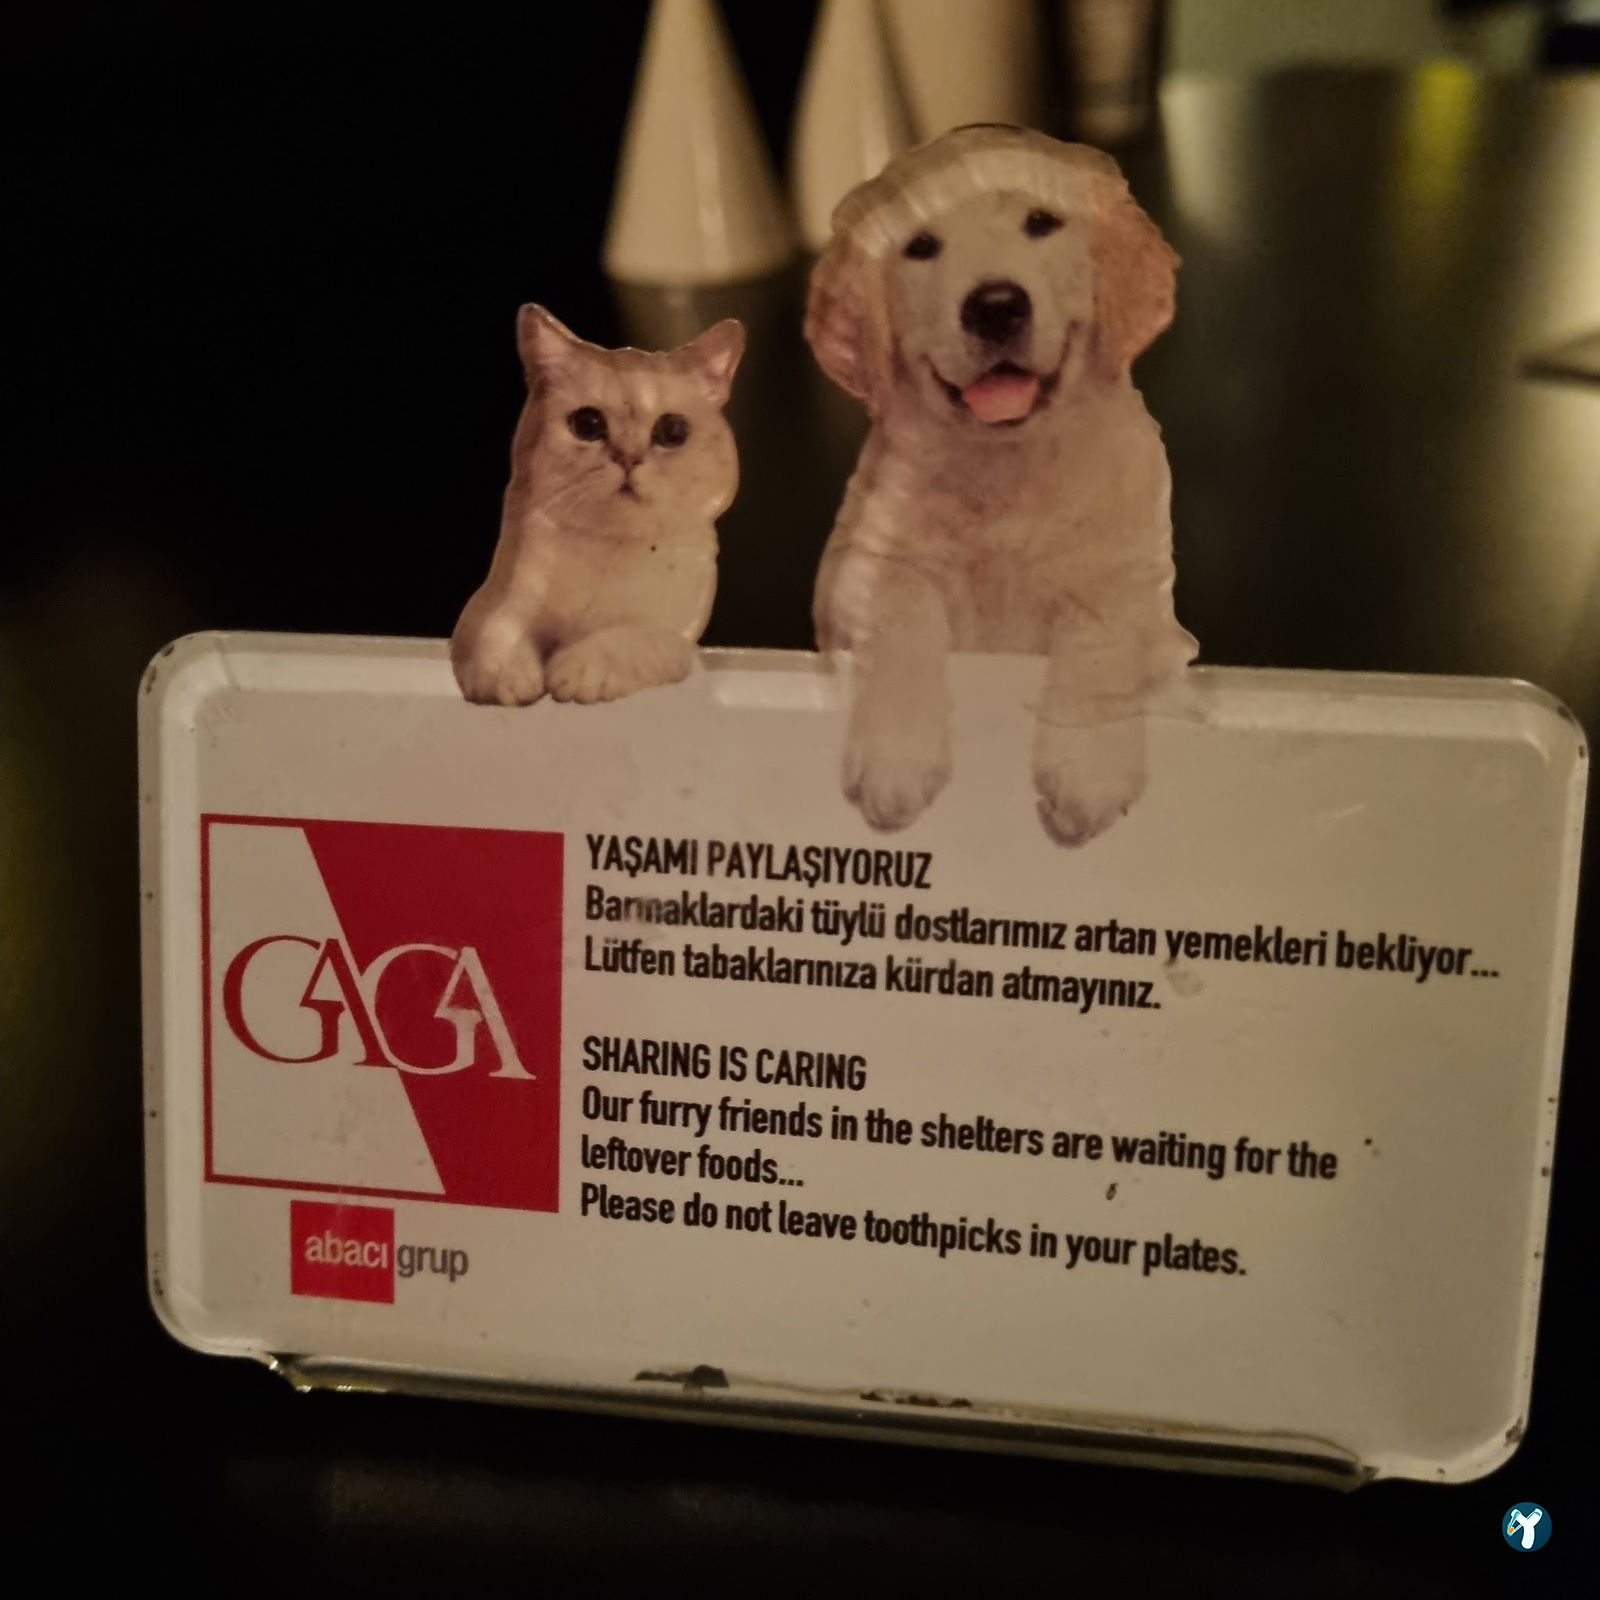 YAŞAMI PAYLAŞIYORUZ
Barınaklardaki tüylü dostlarımız artan yemekleri bekliyor...
Lütfen tabaklarınıza kürdan atmayınız.
SHARING IS CARING
Our furry friends in the shelters are waiting for the
leftover foods...
Please do not leave toothpicks in your plates.
GAGA
abacı grup